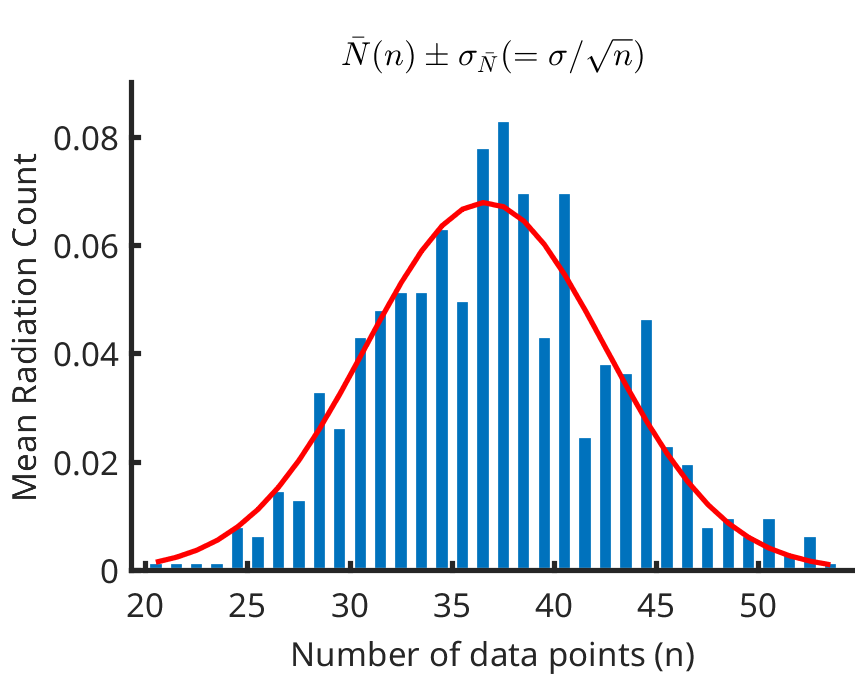 N̄(n) ± σ_N̄(= σ/√n)
Mean Radiation Count
0.08
0.06
0.04
0.02
0
20 25 30 35 40 45 50
Number of data points (n)